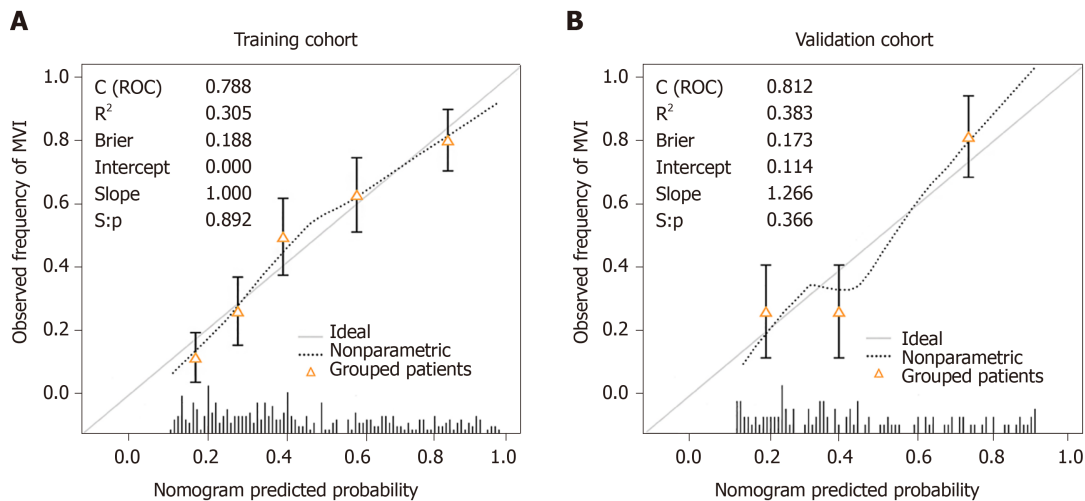 A
Training cohort
Observed frequency of MVI
1.0
0.8
0.6
0.4
0.2
0.0
C (ROC) 0.788
R² 0.305
Brier 0.188
Intercept 0.000
Slope 1.000
S:p 0.892
Ideal
Nonparametric
Grouped patients
0.0 0.2 0.4 0.6 0.8 1.0
Nomogram predicted probability
B
Validation cohort
Observed frequency of MVI
1.0
0.8
0.6
0.4
0.2
0.0
C (ROC) 0.812
R² 0.383
Brier 0.173
Intercept 0.114
Slope 1.266
S:p 0.366
Ideal
Nonparametric
Grouped patients
0.0 0.2 0.4 0.6 0.8 1.0
Nomogram predicted probability